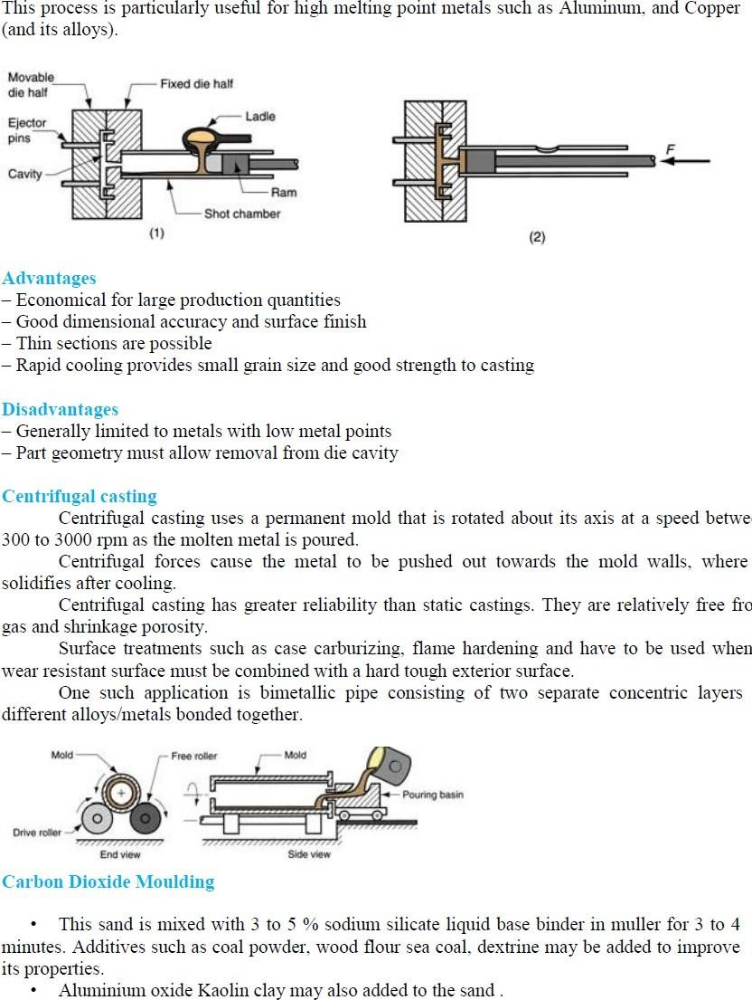 This process is particularly useful for high melting point metals such as Aluminum, and Copper
(and its alloys).
Movable
die half
Fixed die half
Ejector
pins
Ladle
Cavity
Ram
Shot chamber
(1)
F
(2)
Advantages
– Economical for large production quantities
– Good dimensional accuracy and surface finish
– Thin sections are possible
– Rapid cooling provides small grain size and good strength to casting
Disadvantages
– Generally limited to metals with low metal points
– Part geometry must allow removal from die cavity
Centrifugal casting
Centrifugal casting uses a permanent mold that is rotated about its axis at a speed betwe
300 to 3000 rpm as the molten metal is poured.
Centrifugal forces cause the metal to be pushed out towards the mold walls, where
solidifies after cooling.
Centrifugal casting has greater reliability than static castings. They are relatively free fro
gas and shrinkage porosity.
Surface treatments such as case carburizing, flame hardening and have to be used when
wear resistant surface must be combined with a hard tough exterior surface.
One such application is bimetallic pipe consisting of two separate concentric layers
different alloys/metals bonded together.
Mold
Free roller
Mold
Pouring basin
Drive roller
End view
Side view
Carbon Dioxide Moulding
• This sand is mixed with 3 to 5 % sodium silicate liquid base binder in muller for 3 to 4
minutes. Additives such as coal powder, wood flour sea coal, dextrine may be added to improve
its properties.
• Aluminium oxide Kaolin clay may also added to the sand .